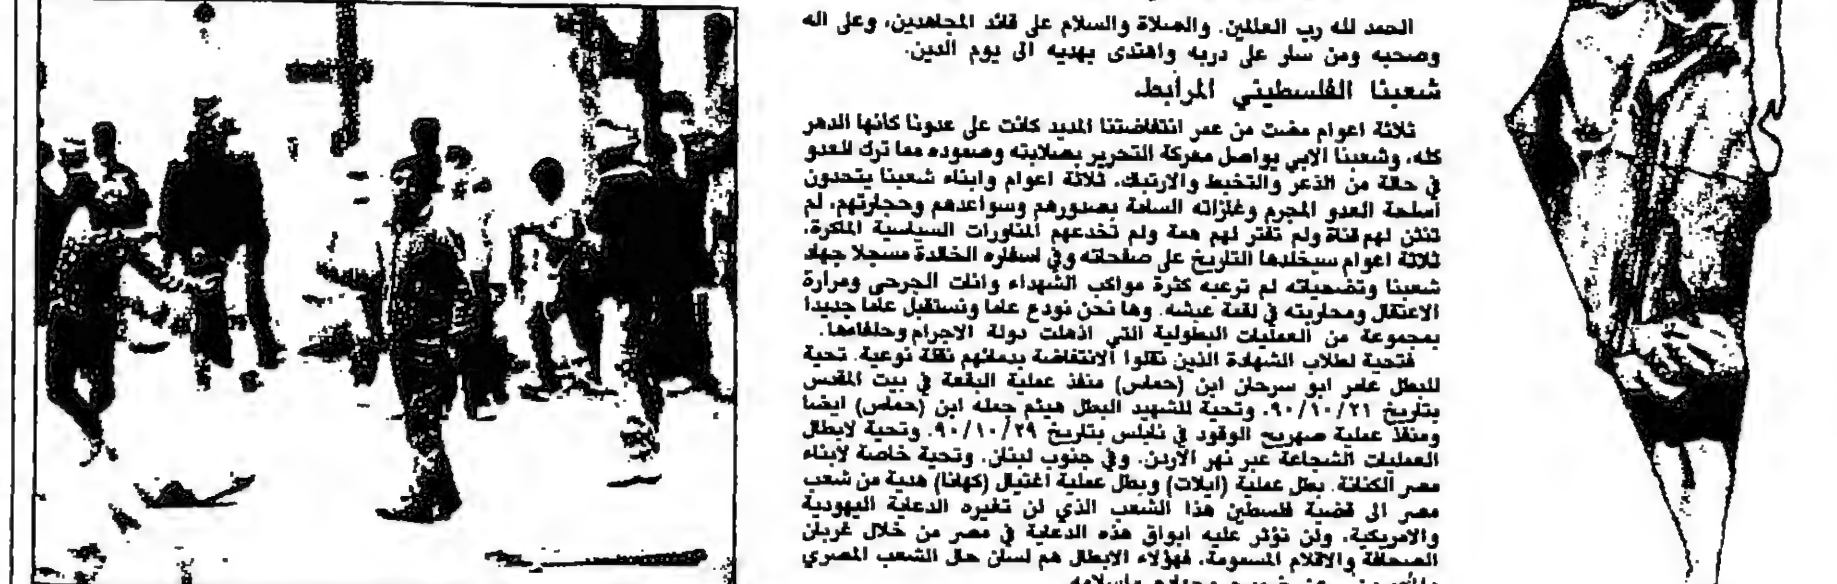 الحمد لله رب العالمين. والصلاة والسلام على قائد المجاهدين، وعلى اله
وصحبه ومن سار على دربه واهتدى بهديه الى يوم الدين.
شعبنا الفلسطيني المرابط
ثلاثة اعوام مضت من عمر انتفاضتنا المديد كانت على عدونا كأنها الدهر
كله، وشعبنا الابي يواصل معركة التحرير بصلابته وصموده مما ترك العدو
في حالة من الذعر والتخبط والارتباك، ثلاثة اعوام وابناء شعبنا يتحدون
أسلحة العدو المجرم وغازاته السامة بصدورهم وسواعدهم وحجارتهم، لم
تنثن لهم قناة ولم تفتر لهم همة ولم تخدعهم المناورات السياسية الماكرة،
ثلاثة اعوام سيخلدها التاريخ على صفحاته وفي اسفاره الخالدة مسجلا جهاد
شعبنا وتضحياته لم ترعبه كثرة مواكب الشهداء وانات الجرحى ومرارة
الاعتقال ومحاربته في لقمة عيشه. وها نحن نودع عاما ونستقبل عاما جديدا
بمجموعة من العمليات البطولية التي اذهلت دولة الاجرام وحلفاءها.
فتحية لطلاب الشهادة الذين نقلوا الانتفاضة بدمائهم نقلة نوعية. تحية
للبطل عامر ابو سرحان ابن (حماس) منفذ عملية البقعة في بيت المقدس
بتاريخ ٩٠/١٠/٢١، وتحية للشهيد البطل هيثم جمله ابن (حماس) ايضا
ومنفذ عملية صهريج الوقود في نابلس بتاريخ ٩٠/١٠/٢٩. وتحية لابطال
العمليات الشجاعة عبر نهر الأردن، وفي جنوب لبنان، وتحية خاصة لابناء
مصر الكنانة. بطل عملية (ايلات) وبطل عملية اغتيال (كهانا) هدية من شعب
مصر الى قضية فلسطين هذا الشعب الذي لن تغيره الدعاية اليهودية
والامريكية، ولن تؤثر عليه ابواق هذه الدعاية في مصر من خلال غربان
الصحافة والاقلام المسمومة، فهؤلاء الابطال هم لسان حال الشعب المصري